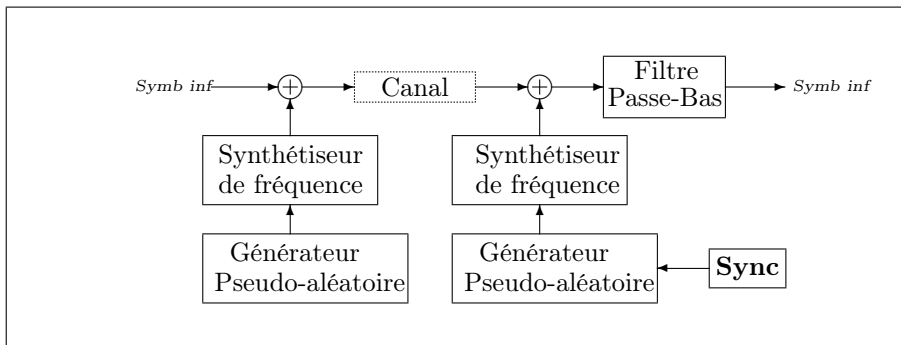 Symb inf
+
Canal
+
Filtre
Passe-Bas
Symb inf
Synthétiseur
de fréquence
Synthétiseur
de fréquence
Générateur
Pseudo-aléatoire
Générateur
Pseudo-aléatoire
Sync